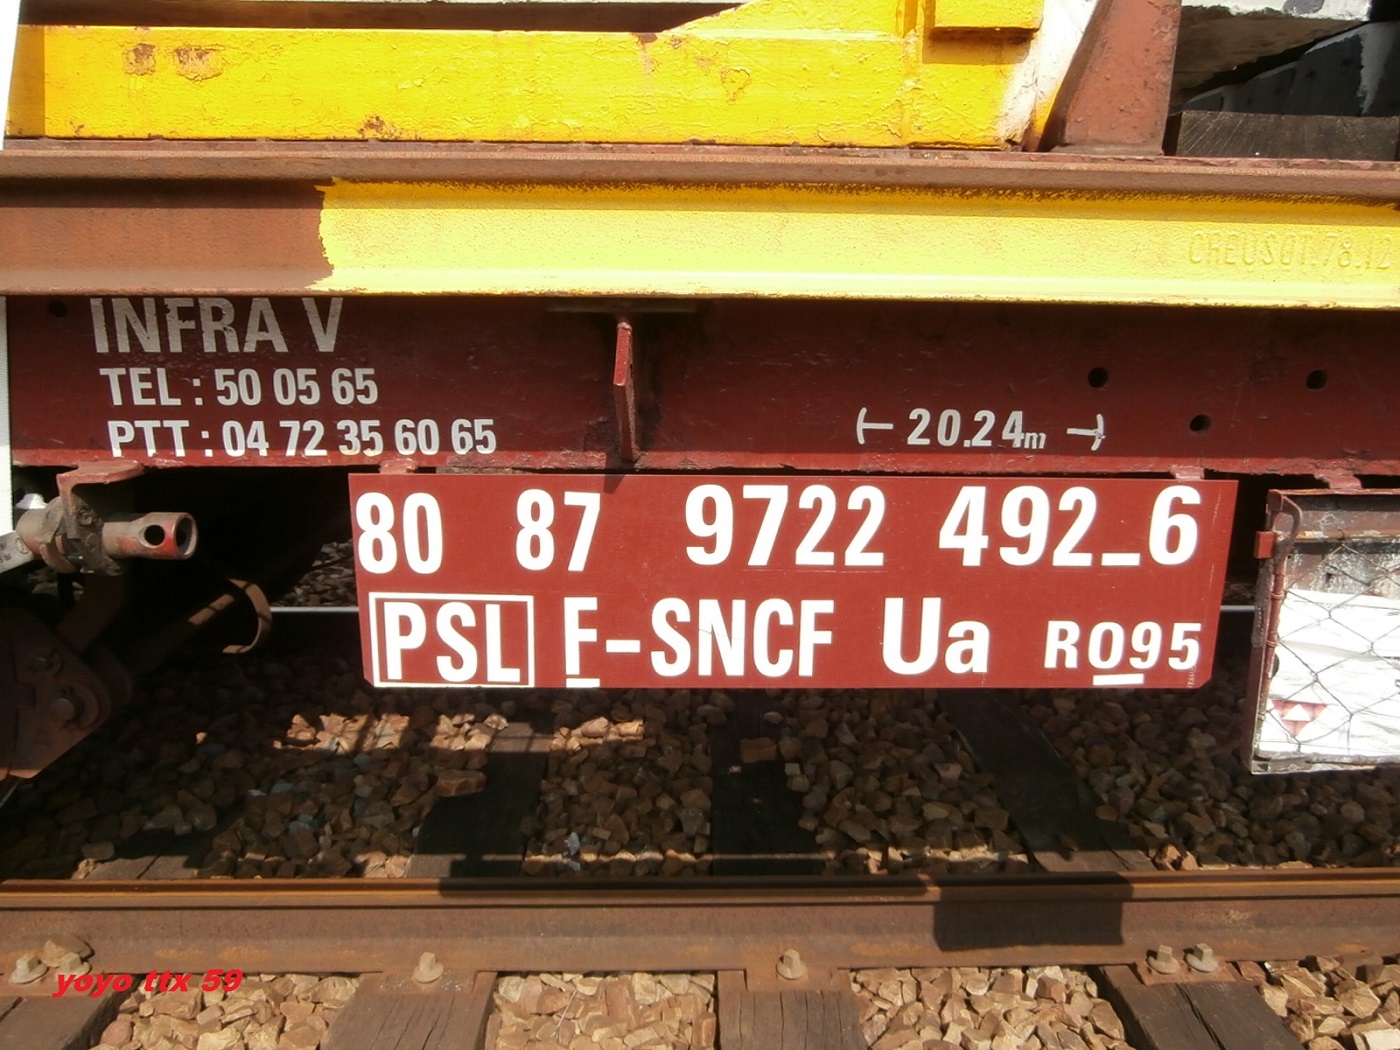 CREUSOT.78.12
INFRA V
TEL : 50 05 65
PTT : 04 72 35 60 65
20.24m
80 87 9722 492_6
PSL F-SNCF Ua R095
yoyo ttx 59